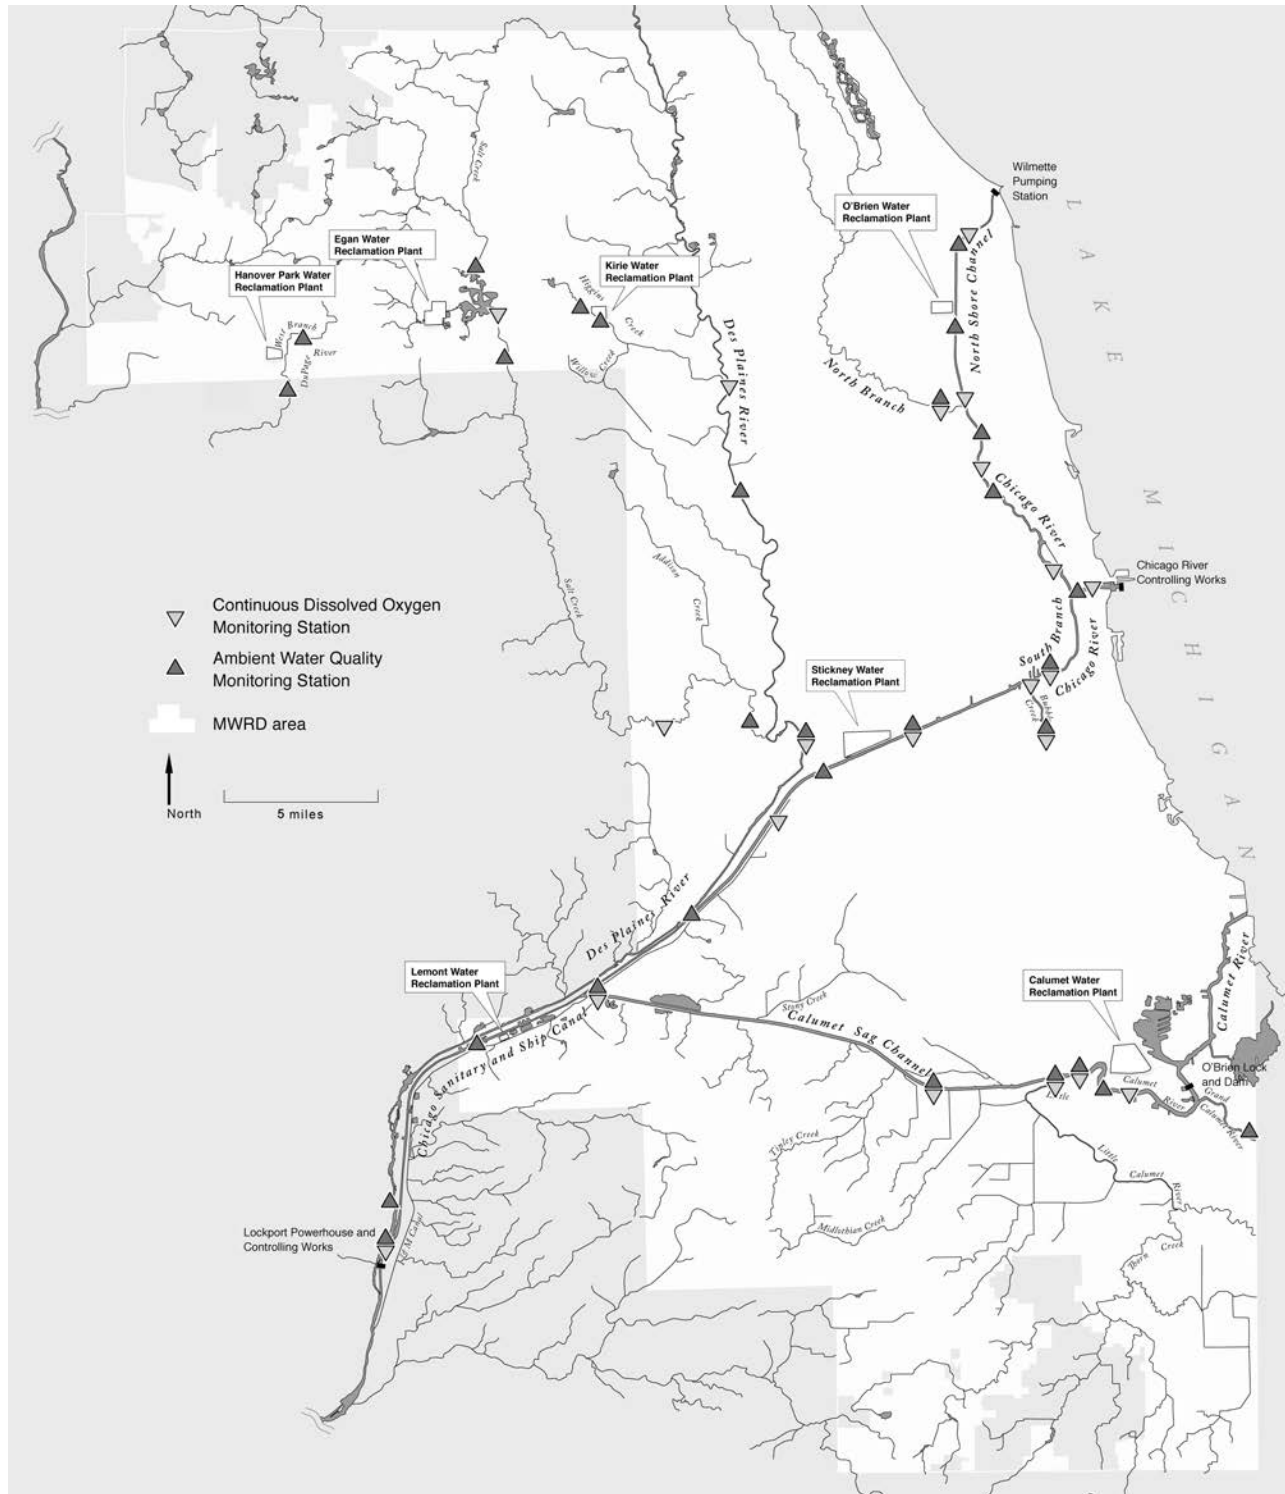 Wilmette
Pumping
Station
O'Brien Water
Reclamation Plant
LAKE MICHIGAN
Salt Creek
Egan Water
Reclamation Plant
Hanover Park Water
Reclamation Plant
Kirie Water
Reclamation Plant
North Shore Channel
Higgins
Creek
West Branch
DuPage River
Willow Creek
Des Plaines River
North Branch
Chicago River
Addison
Creek
Salt Creek
Chicago River
Controlling Works
Continuous Dissolved Oxygen
Monitoring Station
Ambient Water Quality
Monitoring Station
MWRD area
North
5 miles
South Branch
Chicago River
Stickney Water
Reclamation Plant
Bubbly
Creek
Des Plaines River
Lemont Water
Reclamation Plant
Calumet Water
Reclamation Plant
Calumet River
Stony Creek
Calumet Sag Channel
Chicago Sanitary and Ship Canal
O'Brien Lock
and Dam
Grand
Calumet River
Little
Calumet
River
Tinley Creek
Little
Calumet
River
Midlothian Creek
Thorn Creek
I & M Canal
Lockport Powerhouse and
Controlling Works